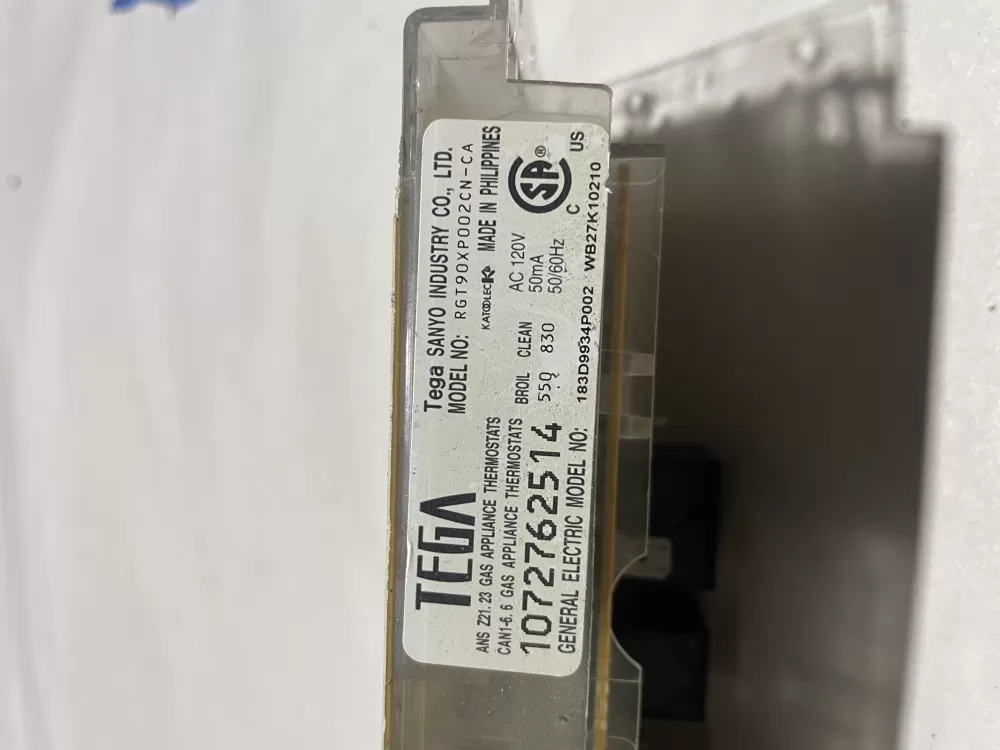 TEGA
Tega SANYO INDUSTRY CO., LTD.
MODEL NO: RGT90XP002CN-CA
KATOOLEC K MADE IN PHILIPPINES
ANS Z21. 23 GAS APPLIANCE THERMOSTATS
CAN1-6. 6 GAS APPLIANCE THERMOSTATS
BROIL CLEAN
550 830
AC 120V
50mA
50/60Hz
SA ®
C US
1072762514
GENERAL ELECTRIC MODEL NO: 183D9934P002 WB27K10210